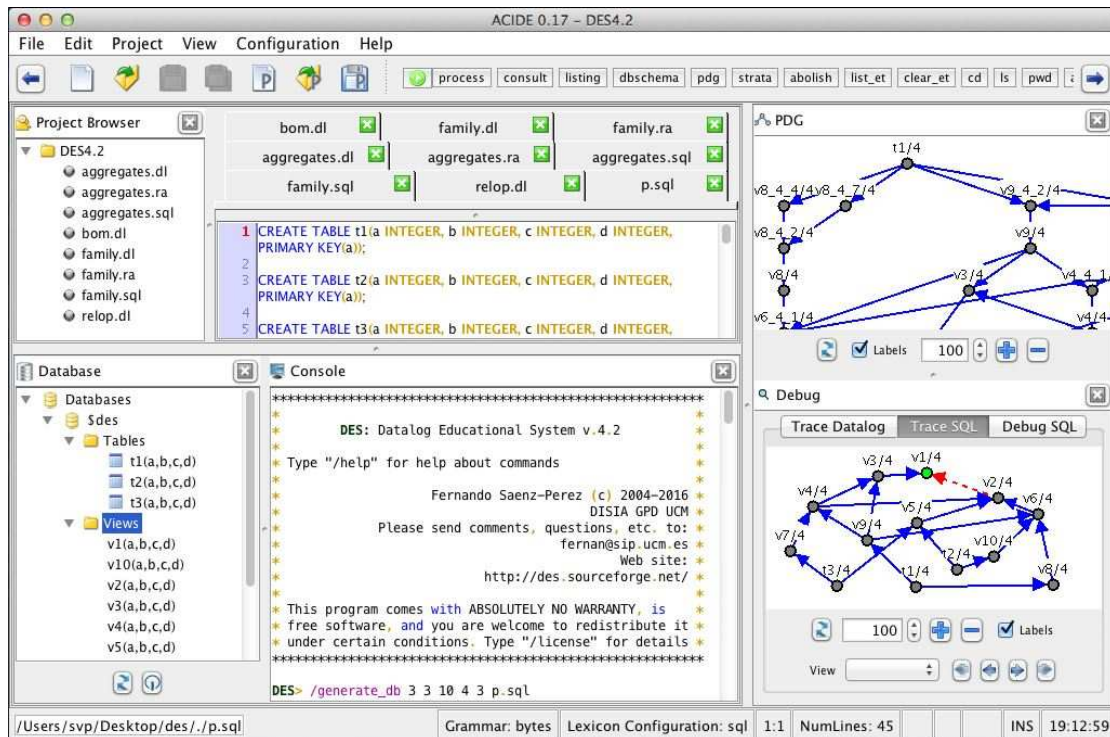 ACIDE 0.17 – DES4.2
File Edit Project View Configuration Help
process consult listing dbschema pdg strata abolish list_et clear_et cd ls pwd
Project Browser
DES4.2
aggregates.dl
aggregates.ra
aggregates.sql
bom.dl
family.dl
family.ra
family.sql
relop.dl
bom.dl family.dl family.ra
aggregates.dl aggregates.ra aggregates.sql
family.sql relop.dl p.sql
1 CREATE TABLE t1(a INTEGER, b INTEGER, c INTEGER, d INTEGER,
PRIMARY KEY(a));
2
3 CREATE TABLE t2(a INTEGER, b INTEGER, c INTEGER, d INTEGER,
PRIMARY KEY(a));
4
5 CREATE TABLE t3(a INTEGER, b INTEGER, c INTEGER, d INTEGER,
PDG
t1/4
v8_4_4/4 v8_4_7/4 v9_4_2/4
v8_4_2/4 v9/4
v8/4 v3/4 v4_4_1/
v6_4_1/4 v4/4
Labels 100
Database
Databases
$des
Tables
t1(a,b,c,d)
t2(a,b,c,d)
t3(a,b,c,d)
Views
v1(a,b,c,d)
v10(a,b,c,d)
v2(a,b,c,d)
v3(a,b,c,d)
v4(a,b,c,d)
v5(a,b,c,d)
Console
*********************************************************
* *
* DES: Datalog Educational System v.4.2 *
* *
* Type "/help" for help about commands *
* *
* Fernando Saenz-Perez (c) 2004-2016 *
* DISIA GPD UCM *
* Please send comments, questions, etc. to: *
* fernan@sip.ucm.es *
* Web site: *
* http://des.sourceforge.net/ *
* *
* This program comes with ABSOLUTELY NO WARRANTY, is *
* free software, and you are welcome to redistribute it *
* under certain conditions. Type "/license" for details *
*********************************************************
DES> /generate_db 3 3 10 4 3 p.sql
Debug
Trace Datalog Trace SQL Debug SQL
v3/4 v1/4
v4/4 v5/4 v2/4 v6/4
v7/4 v9/4 v10/4
t3/4 t1/4 t2/4 v8/4
100 Labels
View
/Users/svp/Desktop/des/./p.sql Grammar: bytes Lexicon Configuration: sql 1:1 NumLines: 45 INS 19:12:59